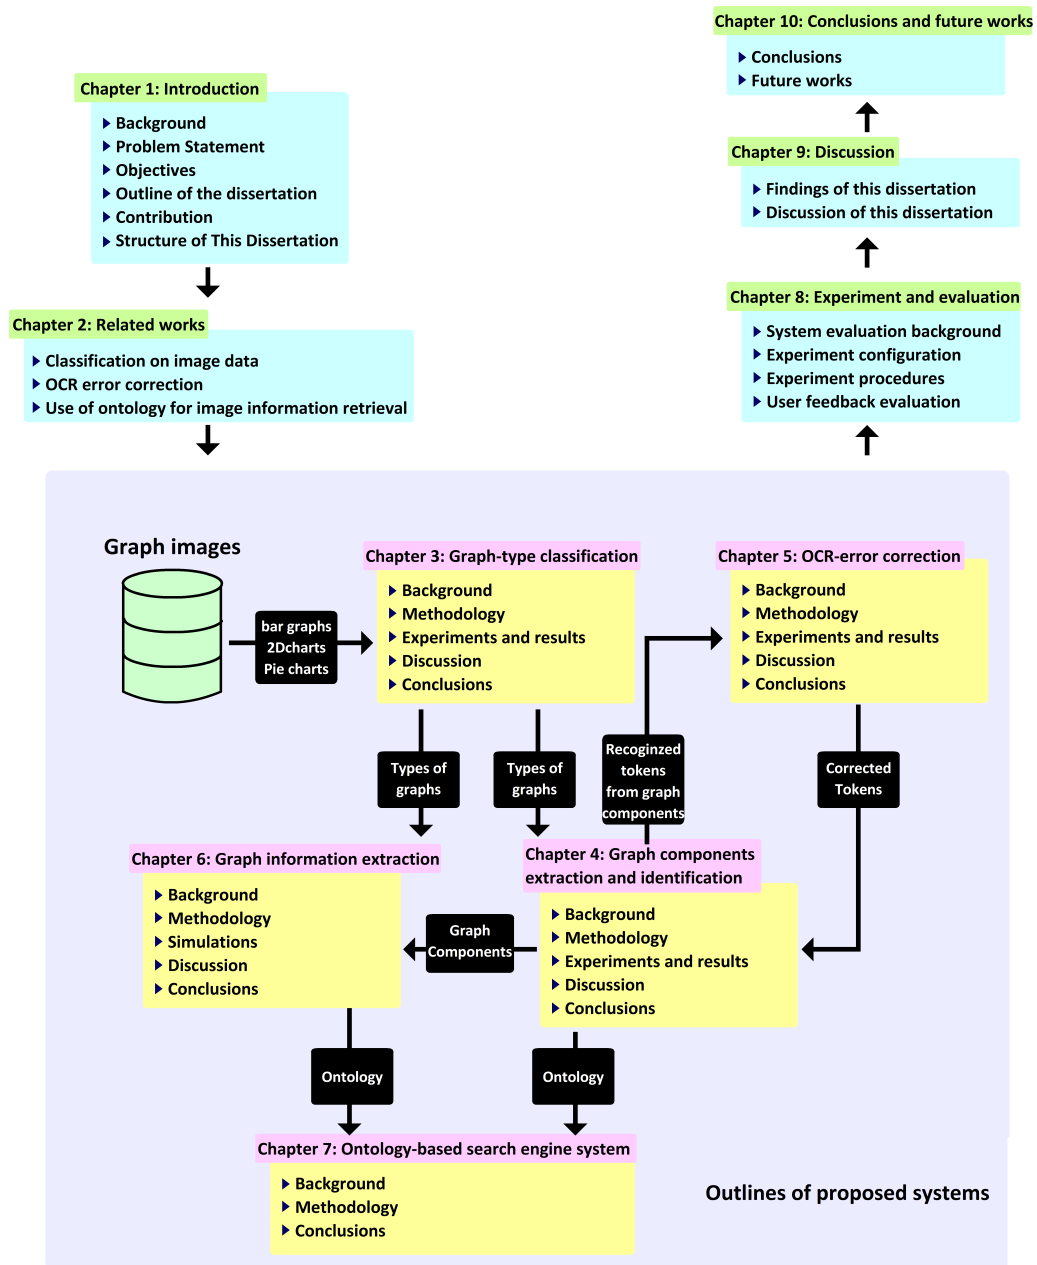 Chapter 1: Introduction
Background
Problem Statement
Objectives
Outline of the dissertation
Contribution
Structure of This Dissertation
Chapter 2: Related works
Classification on image data
OCR error correction
Use of ontology for image information retrieval
Chapter 10: Conclusions and future works
Conclusions
Future works
Chapter 9: Discussion
Findings of this dissertation
Discussion of this dissertation
Chapter 8: Experiment and evaluation
System evaluation background
Experiment configuration
Experiment procedures
User feedback evaluation
Graph images
bar graphs
2Dcharts
Pie charts
Chapter 3: Graph-type classification
Background
Methodology
Experiments and results
Discussion
Conclusions
Chapter 5: OCR-error correction
Background
Methodology
Experiments and results
Discussion
Conclusions
Types of
graphs
Types of
graphs
Recoginzed
tokens
from graph
components
Corrected
Tokens
Chapter 6: Graph information extraction
Background
Methodology
Simulations
Discussion
Conclusions
Graph
Components
Chapter 4: Graph components
extraction and identification
Background
Methodology
Experiments and results
Discussion
Conclusions
Ontology
Ontology
Chapter 7: Ontology-based search engine system
Background
Methodology
Conclusions
Outlines of proposed systems